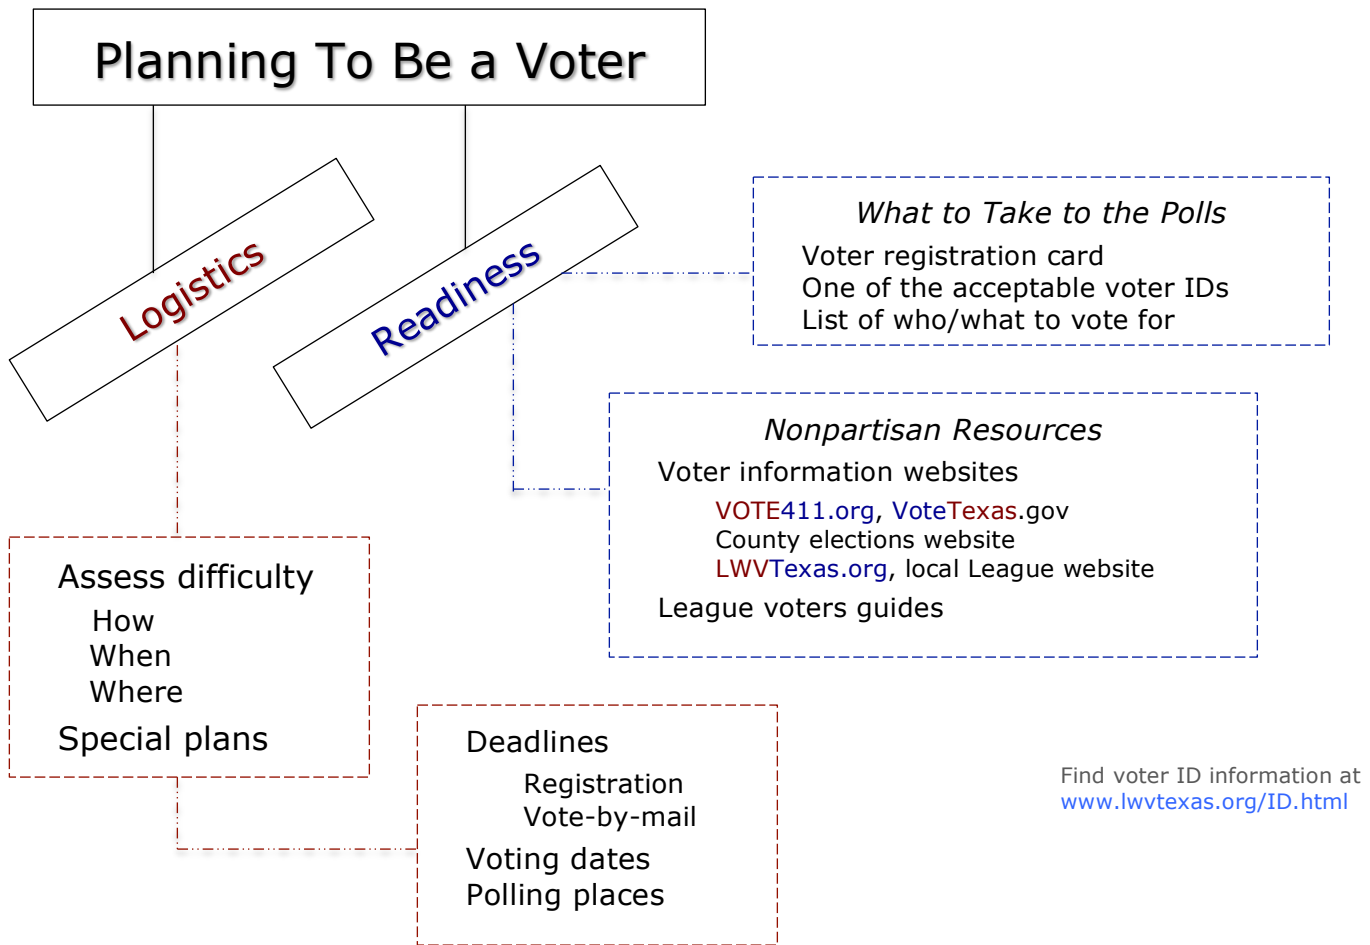 Planning To Be a Voter
Logistics
Readiness
What to Take to the Polls
Voter registration card
One of the acceptable voter IDs
List of who/what to vote for
Nonpartisan Resources
Voter information websites
VOTE411.org, VoteTexas.gov
County elections website
LWVTexas.org, local League website
League voters guides
Assess difficulty
How
When
Where
Special plans
Deadlines
Registration
Vote-by-mail
Voting dates
Polling places
Find voter ID information at
www.lwvtexas.org/ID.html